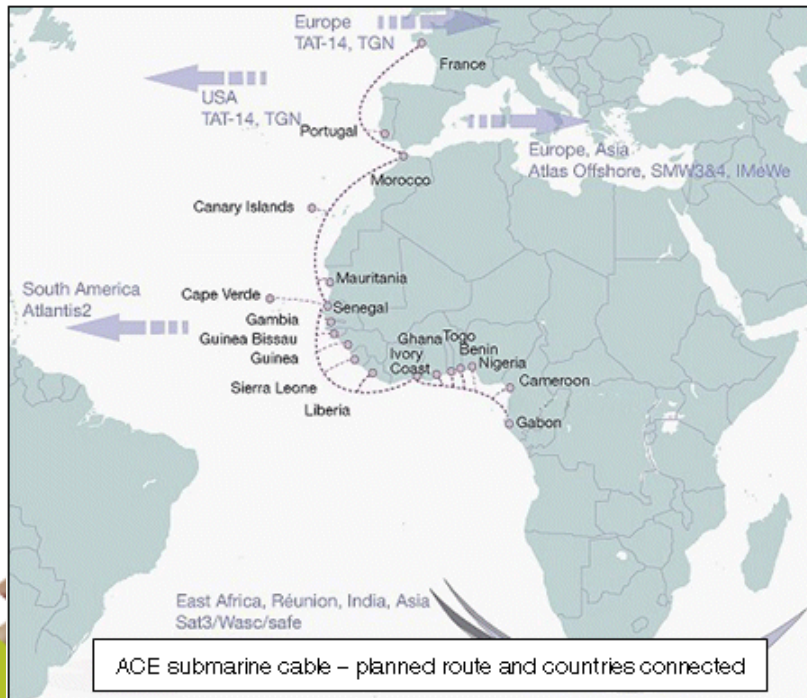 Europe
TAT-14, TGN
France
USA
TAT-14, TGN
Portugal
Europe, Asia
Atlas Offshore, SMW3&4, IMeWe
Morocco
Canary Islands
Mauritania
South America
Atlantis2
Cape Verde
Senegal
Gambia
Guinea Bissau
Guinea
Sierra Leone
Liberia
Ghana
Togo
Ivory
Coast
Benin
Nigeria
Cameroon
Gabon
East Africa, Réunion, India, Asia
Sat3/Wasc/safe
ACE submarine cable – planned route and countries connected